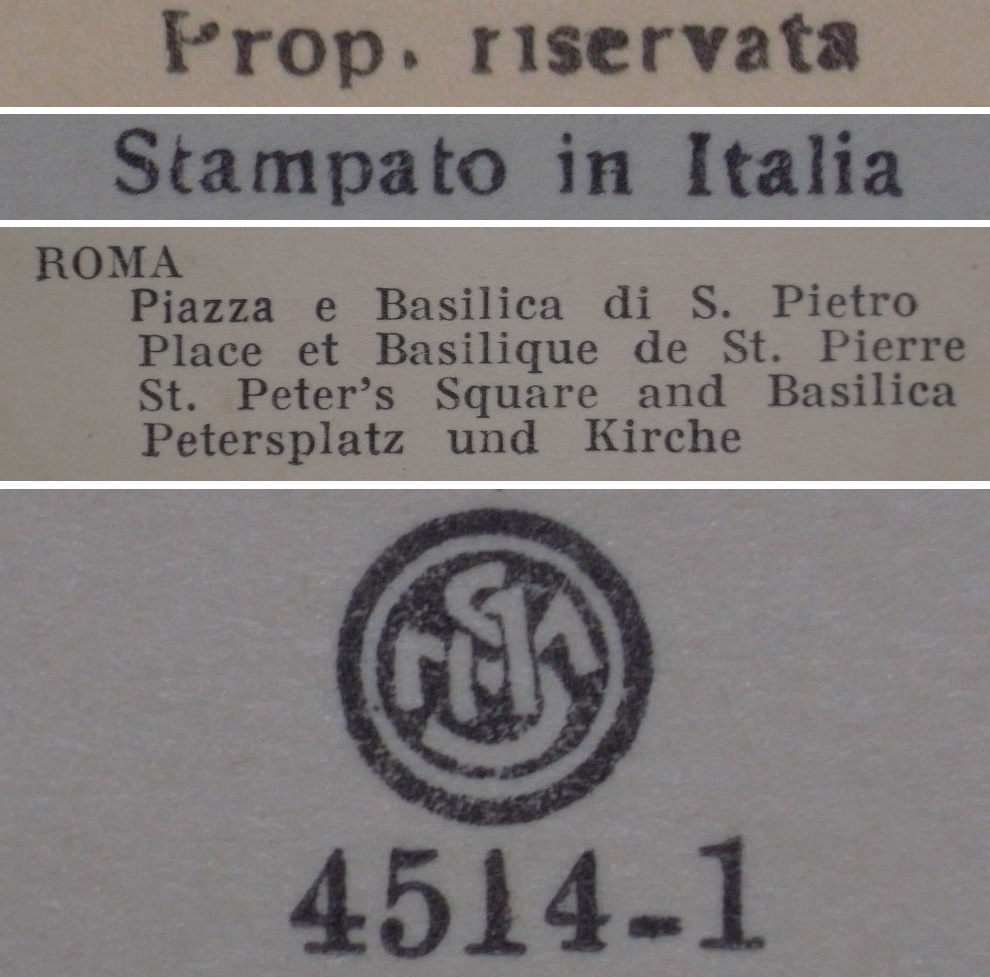 Prop. riservata
Stampato in Italia
ROMA
Piazza e Basilica di S. Pietro
Place et Basilique de St. Pierre
St. Peter's Square and Basilica
Petersplatz und Kirche
4514-1